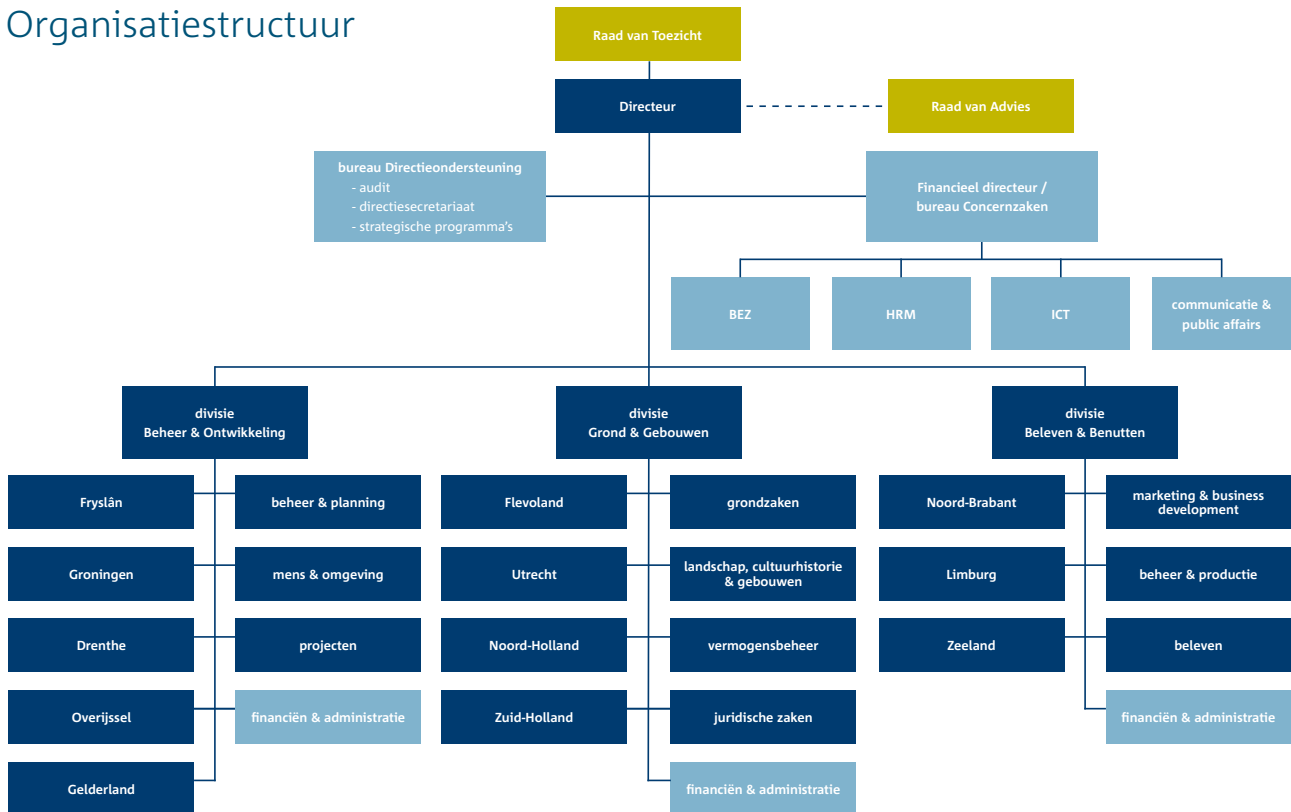 Organisatiestructuur
Raad van Toezicht
Directeur
Raad van Advies
bureau Directieondersteuning
- audit
- directiesecretariaat
- strategische programma's
Financieel directeur /
bureau Concernzaken
BEZ
HRM
ICT
communicatie &
public affairs
divisie
Beheer & Ontwikkeling
divisie
Grond & Gebouwen
divisie
Beleven & Benutten
Fryslân
beheer & planning
Flevoland
grondzaken
Noord-Brabant
marketing & business
development
Groningen
mens & omgeving
Utrecht
landschap, cultuurhistorie
& gebouwen
Limburg
beheer & productie
Drenthe
projecten
Noord-Holland
vermogensbeheer
Zeeland
beleven
Overijssel
financiën & administratie
Zuid-Holland
juridische zaken
financiën & administratie
Gelderland
financiën & administratie